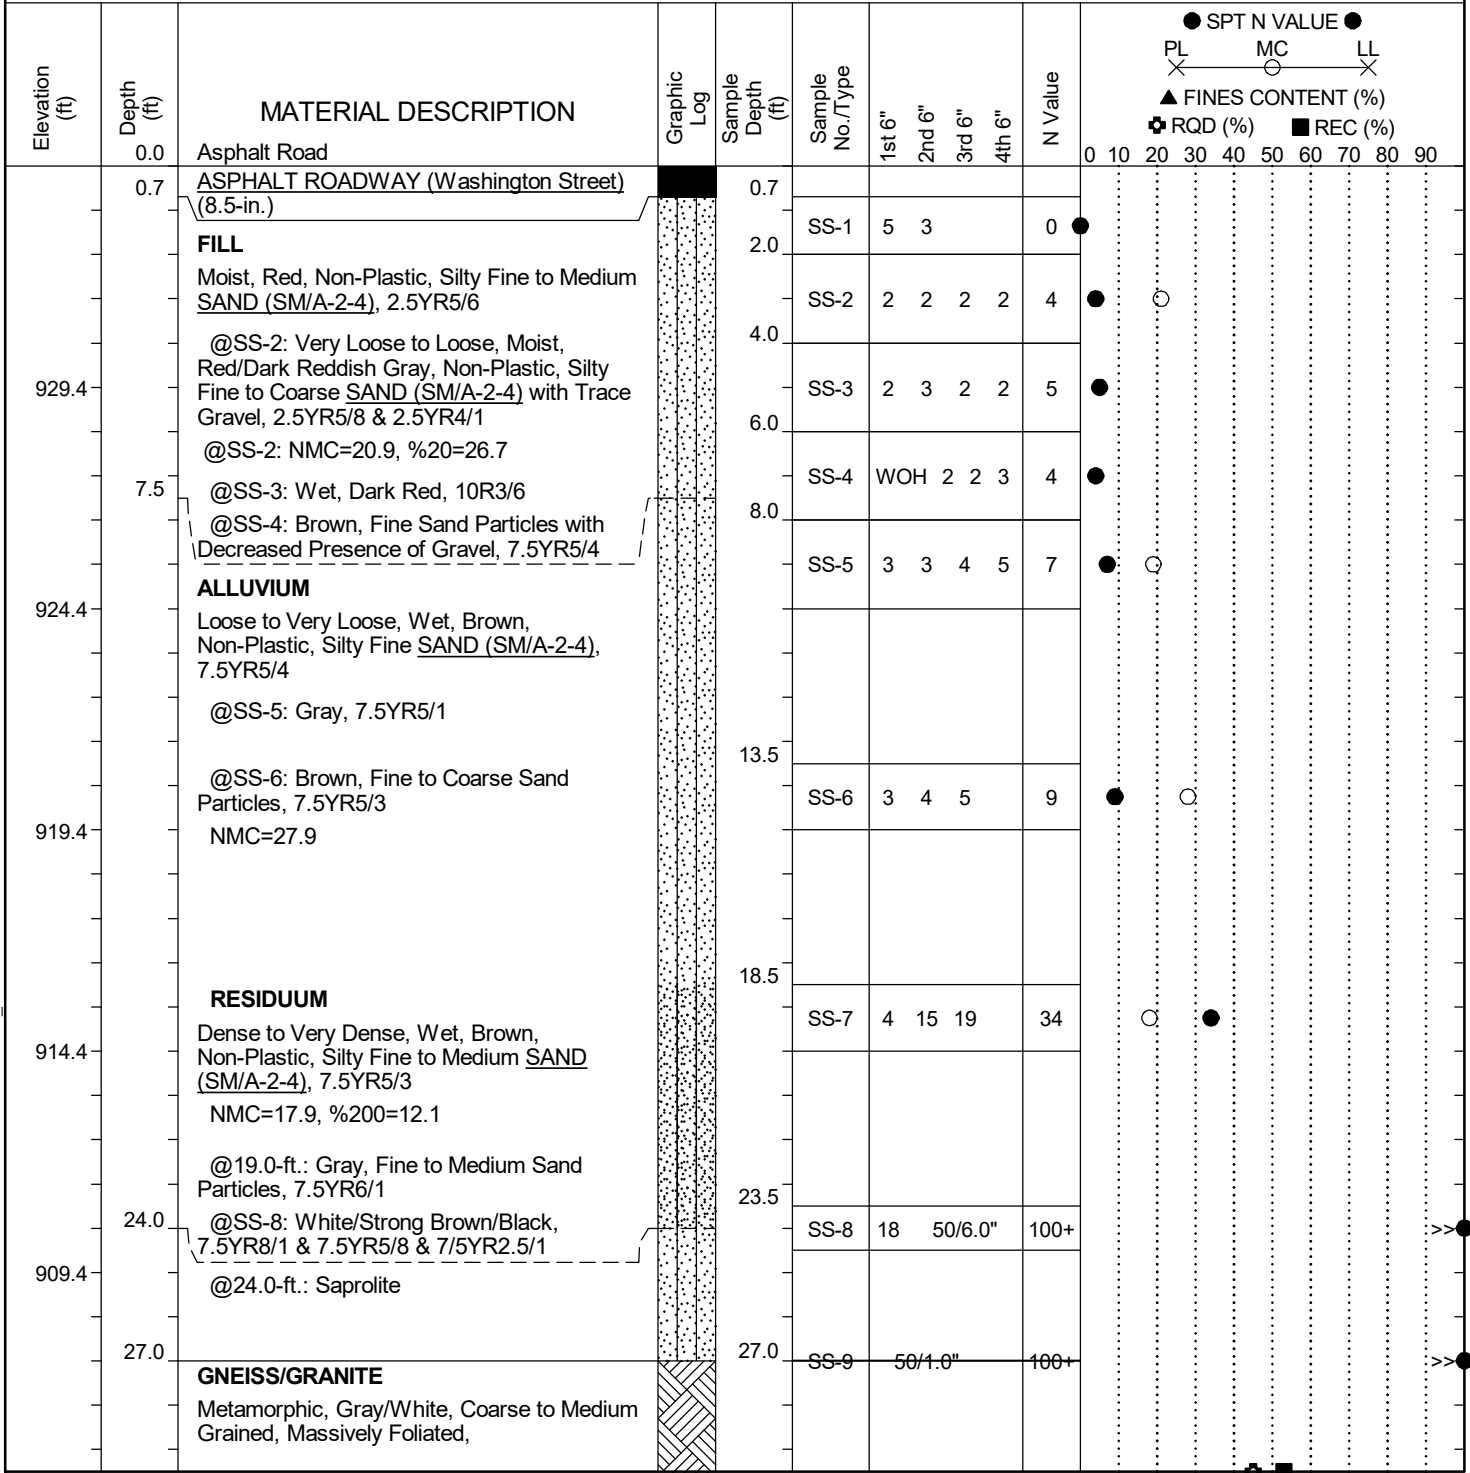 ● SPT N VALUE ●
PL MC LL
▲ FINES CONTENT (%)
RQD (%) ■ REC (%)
Elevation (ft)
Depth (ft)
MATERIAL DESCRIPTION
Graphic Log
Sample Depth (ft)
Sample No./Type
1st 6"
2nd 6"
3rd 6"
4th 6"
N Value
0.0 Asphalt Road
0 10 20 30 40 50 60 70 80 90
0.7 ASPHALT ROADWAY (Washington Street) 0.7
(8.5-in.)
SS-1 5 3 0
FILL 2.0
Moist, Red, Non-Plastic, Silty Fine to Medium
SAND (SM/A-2-4), 2.5YR5/6
SS-2 2 2 2 2 4
4.0
@SS-2: Very Loose to Loose, Moist,
Red/Dark Reddish Gray, Non-Plastic, Silty
929.4 Fine to Coarse SAND (SM/A-2-4) with Trace SS-3 2 3 2 2 5
Gravel, 2.5YR5/8 & 2.5YR4/1
6.0
@SS-2: NMC=20.9, %20=26.7
SS-4 WOH 2 2 3 4
7.5 @SS-3: Wet, Dark Red, 10R3/6
8.0
@SS-4: Brown, Fine Sand Particles with
Decreased Presence of Gravel, 7.5YR5/4
SS-5 3 3 4 5 7
ALLUVIUM
924.4
Loose to Very Loose, Wet, Brown,
Non-Plastic, Silty Fine SAND (SM/A-2-4),
7.5YR5/4
@SS-5: Gray, 7.5YR5/1
13.5
@SS-6: Brown, Fine to Coarse Sand
Particles, 7.5YR5/3
SS-6 3 4 5 9
919.4 NMC=27.9
18.5
RESIDUUM
SS-7 4 15 19 34
Dense to Very Dense, Wet, Brown,
914.4 Non-Plastic, Silty Fine to Medium SAND
(SM/A-2-4), 7.5YR5/3
NMC=17.9, %200=12.1
@19.0-ft.: Gray, Fine to Medium Sand
Particles, 7.5YR6/1
23.5
24.0 @SS-8: White/Strong Brown/Black,
7.5YR8/1 & 7.5YR5/8 & 7/5YR2.5/1
SS-8 18 50/6.0" 100+ >>
909.4 @24.0-ft.: Saprolite
27.0 27.0 SS-9 50/1.0" 100+ >>
GNEISS/GRANITE
Metamorphic, Gray/White, Coarse to Medium
Grained, Massively Foliated,